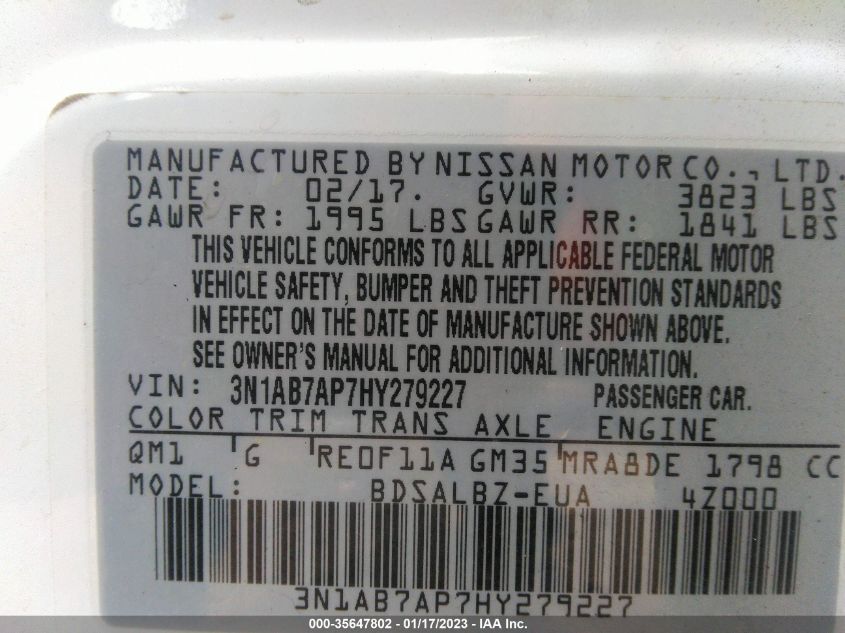 MANUFACTURED BY NISSAN MOTOR CO., LTD.
DATE: 02/17. GVWR: 3823 LBS
GAWR FR: 1995 LBS GAWR RR: 1841 LBS
THIS VEHICLE CONFORMS TO ALL APPLICABLE FEDERAL MOTOR
VEHICLE SAFETY, BUMPER AND THEFT PREVENTION STANDARDS
IN EFFECT ON THE DATE OF MANUFACTURE SHOWN ABOVE.
SEE OWNER'S MANUAL FOR ADDITIONAL INFORMATION.
VIN: 3N1AB7AP7HY279227 PASSENGER CAR.
COLOR TRIM TRANS AXLE ENGINE
QM1 G RE0F11A GM35 MRA8DE 1798 CC
MODEL: BDSALBZ-EUA 4Z000
3N1AB7AP7HY279227
000-35647802 - 01/17/2023 - IAA Inc.